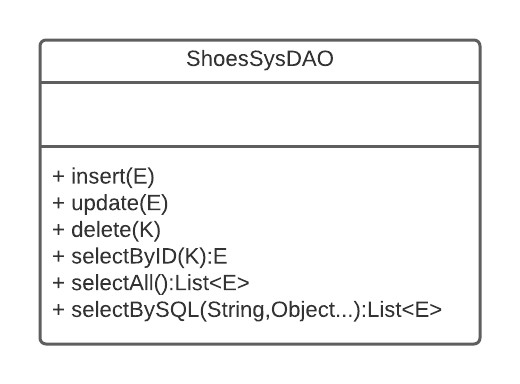 ShoesSysDAO
+ insert(E)
+ update(E)
+ delete(K)
+ selectByID(K):E
+ selectAll():List<E>
+ selectBySQL(String,Object...):List<E>